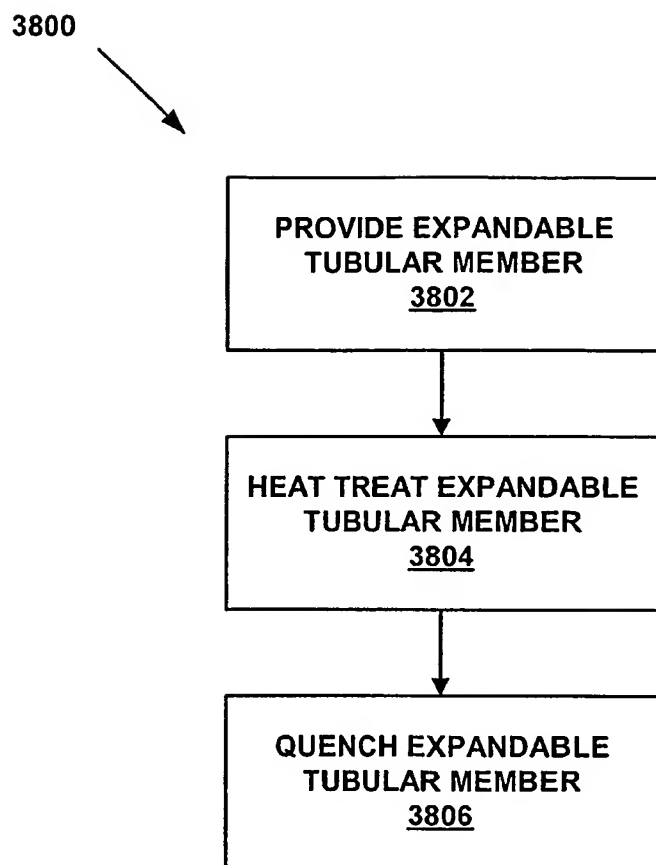 3800
PROVIDE EXPANDABLE
TUBULAR MEMBER
3802
HEAT TREAT EXPANDABLE
TUBULAR MEMBER
3804
QUENCH EXPANDABLE
TUBULAR MEMBER
3806